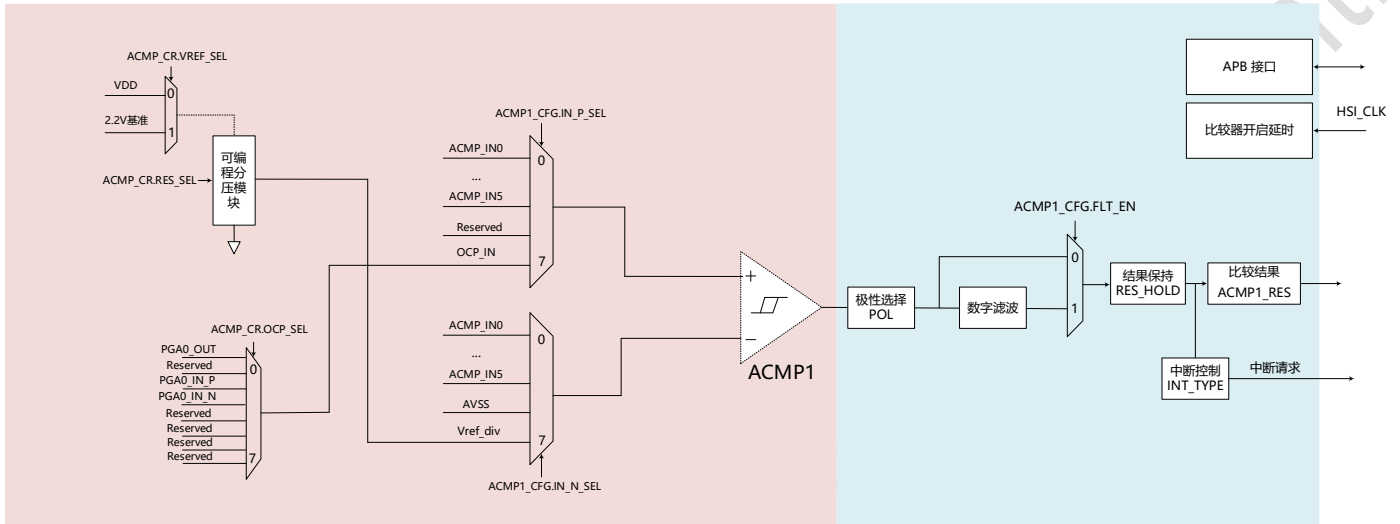 ACMP_CR.VREF_SEL
VDD
0
2.2V基准
1
可编
程分
压模
块
ACMP_CR.RES_SEL
ACMP1_CFG.IN_P_SEL
ACMP_IN0
0
...
ACMP_IN5
Reserved
OCP_IN
7
ACMP_CR.OCP_SEL
PGA0_OUT
0
Reserved
PGA0_IN_P
PGA0_IN_N
Reserved
Reserved
Reserved
Reserved
7
ACMP_IN0
0
...
ACMP_IN5
AVSS
Vref_div
7
ACMP1_CFG.IN_N_SEL
+
−
ACMP1
极性选择
POL
数字滤波
ACMP1_CFG.FLT_EN
0
1
结果保持
RES_HOLD
比较结果
ACMP1_RES
中断控制
INT_TYPE
中断请求
APB 接口
比较器开启延时
HSI_CLK